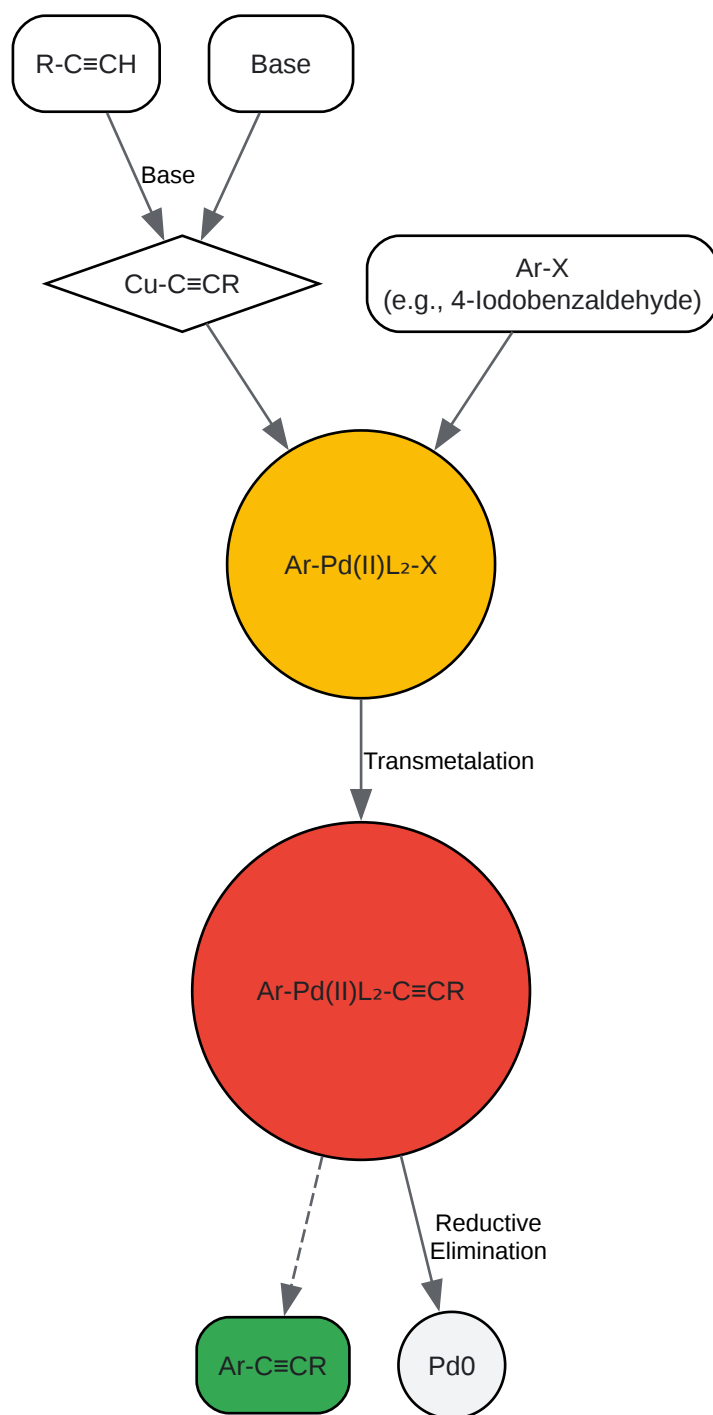 R-C≡CH
Base
Base
Cu-C≡CR
Ar-X
(e.g., 4-Iodobenzaldehyde)
Ar-Pd(II)L₂-X
Transmetalation
Ar-Pd(II)L₂-C≡CR
Reductive
Elimination
Ar-C≡CR
Pd0